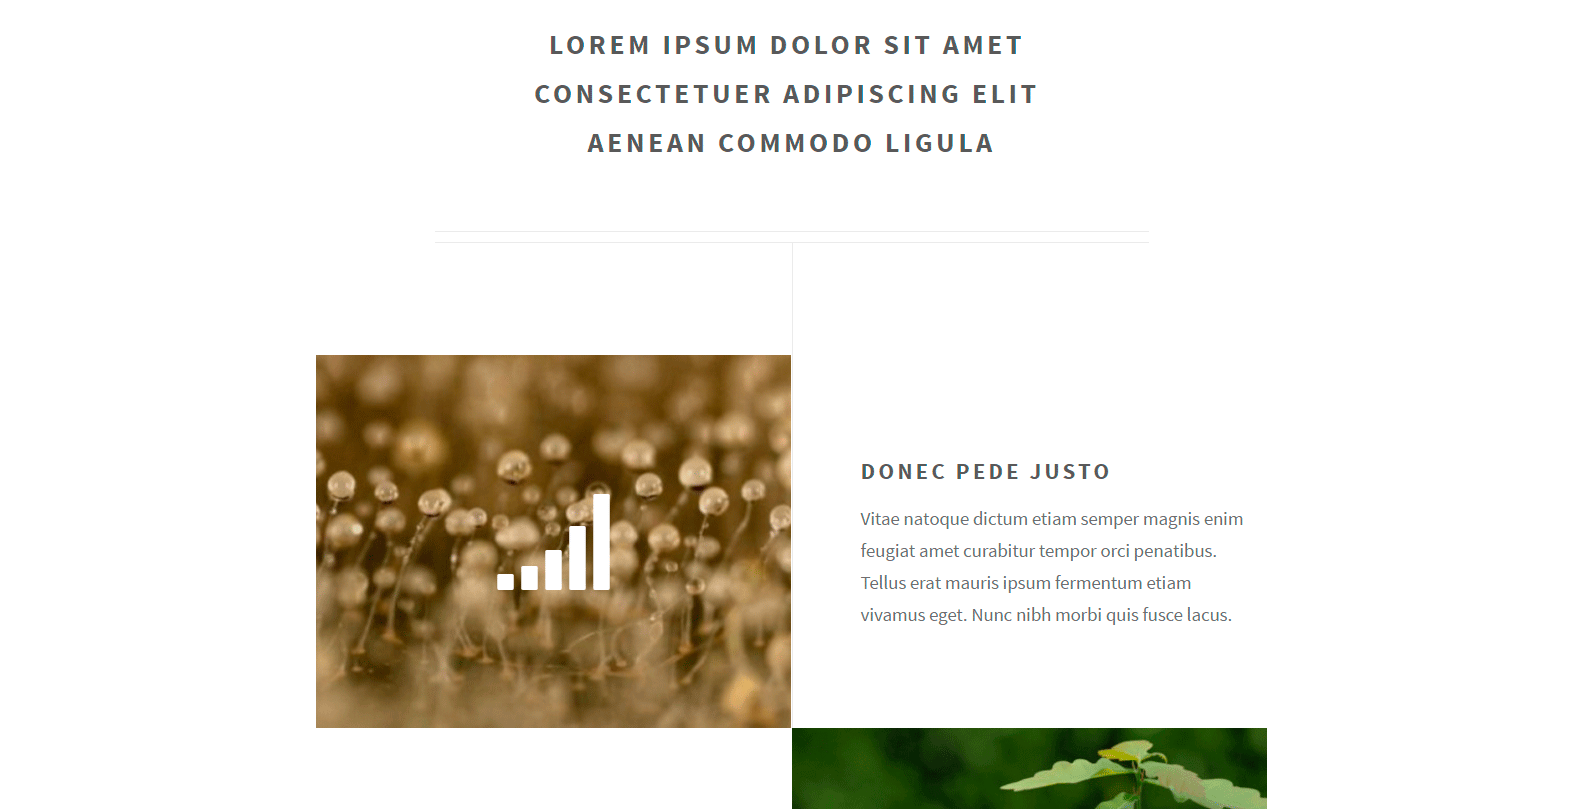 LOREM IPSUM DOLOR SIT AMET
CONSECTETUER ADIPISCING ELIT
AENEAN COMMODO LIGULA
DONEC PEDE JUSTO
Vitae natoque dictum etiam semper magnis enim
feugiat amet curabitur tempor orci penatibus.
Tellus erat mauris ipsum fermentum etiam
vivamus eget. Nunc nibh morbi quis fusce lacus.